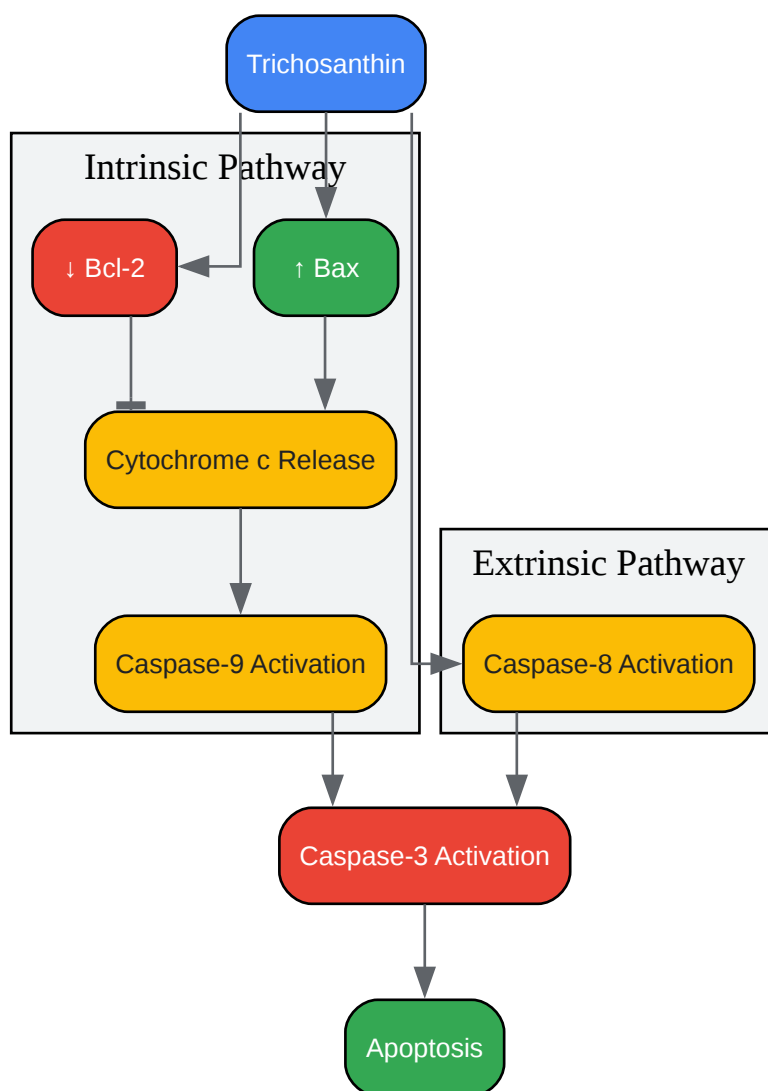 Trichosanthin
Intrinsic Pathway
↓ Bcl-2
↑ Bax
Cytochrome c Release
Extrinsic Pathway
Caspase-9 Activation
Caspase-8 Activation
Caspase-3 Activation
Apoptosis